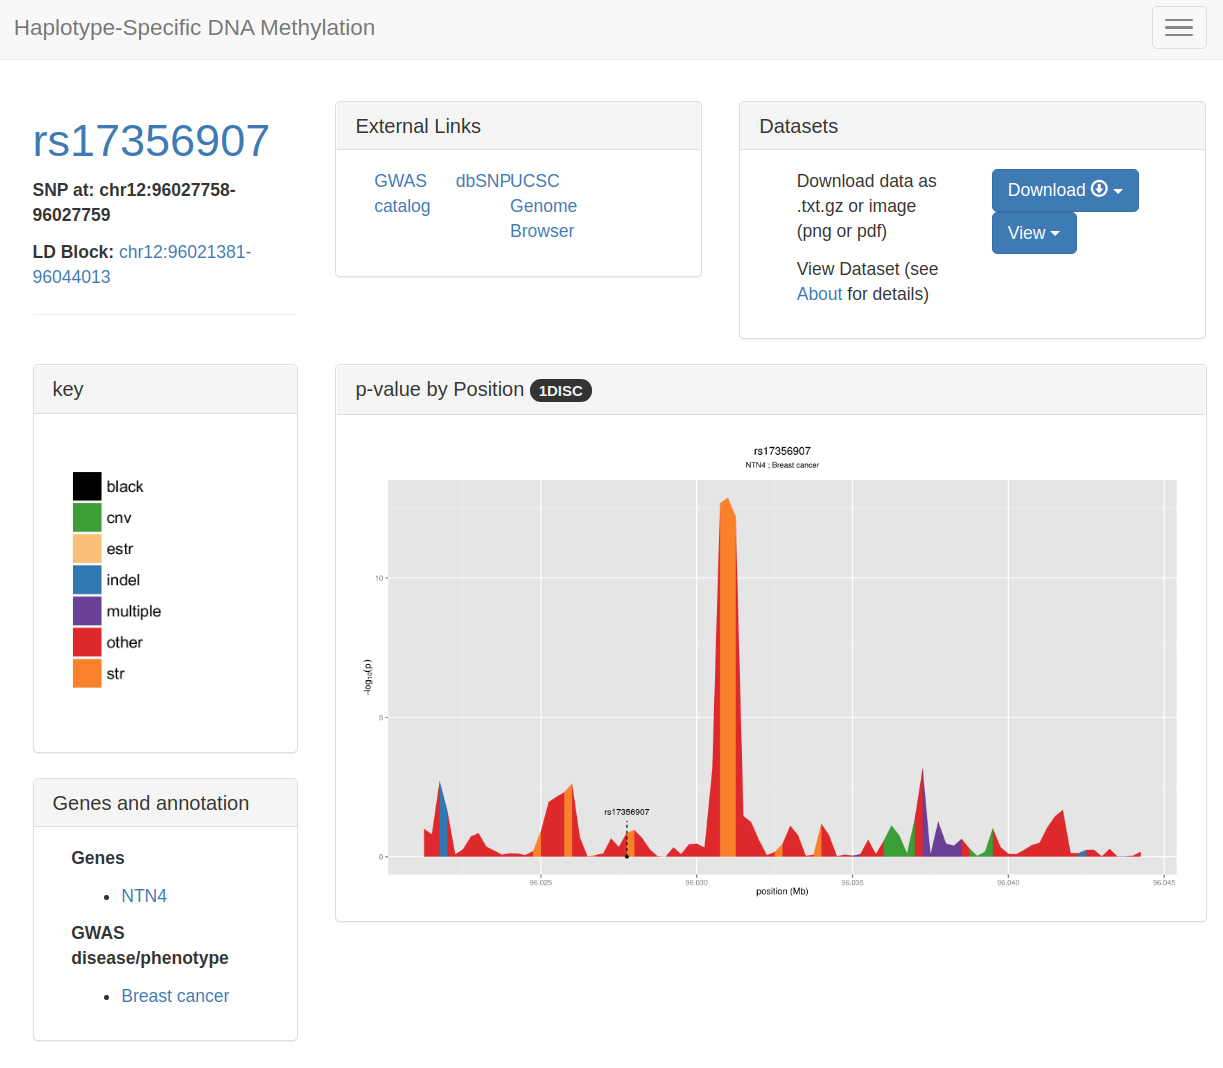 Haplotype-Specific DNA Methylation
rs17356907
SNP at: chr12:96027758-
96027759
LD Block: chr12:96021381-
96044013
External Links
GWAS
catalog
dbSNP
UCSC
Genome
Browser
Datasets
Download data as
.txt.gz or image
(png or pdf)
View Dataset (see
About for details)
Download
View
key
black
cnv
estr
indel
multiple
other
str
Genes and annotation
Genes
NTN4
GWAS
disease/phenotype
Breast cancer
p-value by Position 1DISC
rs17356907
NTN4 ; Breast cancer
-log10(p)
10
5
0
rs17356907
96.025 96.030 96.035 96.040 96.045
position (Mb)